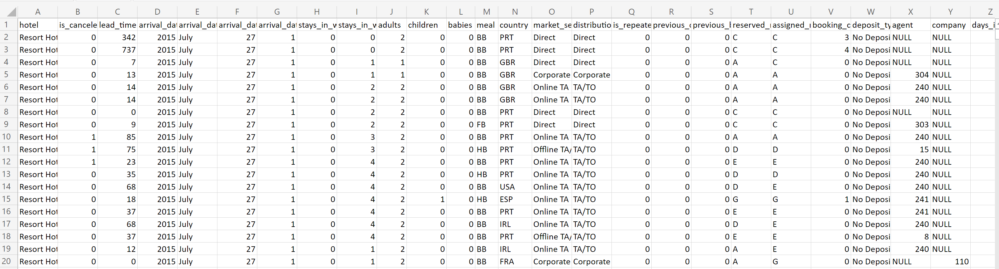 A B C D E F G H I J K L M N O P Q R S T U V W X Y Z
1 hotel is_cancele lead_time arrival_dat arrival_dat arrival_dat arrival_dat stays_in_w stays_in_w adults children babies meal country market_se distributio is_repeate previous_c previous_b reserved_r assigned_r booking_c deposit_ty agent company days_i
2 Resort Hot 0 342 2015 July 27 1 0 0 2 0 0 BB PRT Direct Direct 0 0 0 C C 3 No Deposi NULL NULL
3 Resort Hot 0 737 2015 July 27 1 0 0 2 0 0 BB PRT Direct Direct 0 0 0 C C 4 No Deposi NULL NULL
4 Resort Hot 0 7 2015 July 27 1 0 1 1 0 0 BB GBR Direct Direct 0 0 0 A C 0 No Deposi NULL NULL
5 Resort Hot 0 13 2015 July 27 1 0 1 1 0 0 BB GBR Corporate Corporate 0 0 0 A A 0 No Deposi 304 NULL
6 Resort Hot 0 14 2015 July 27 1 0 2 2 0 0 BB GBR Online TA TA/TO 0 0 0 A A 0 No Deposi 240 NULL
7 Resort Hot 0 14 2015 July 27 1 0 2 2 0 0 BB GBR Online TA TA/TO 0 0 0 A A 0 No Deposi 240 NULL
8 Resort Hot 0 0 2015 July 27 1 0 2 2 0 0 BB PRT Direct Direct 0 0 0 C C 0 No Deposi NULL NULL
9 Resort Hot 0 9 2015 July 27 1 0 2 2 0 0 FB PRT Direct Direct 0 0 0 C C 0 No Deposi 303 NULL
10 Resort Hot 1 85 2015 July 27 1 0 3 2 0 0 BB PRT Online TA TA/TO 0 0 0 A A 0 No Deposi 240 NULL
11 Resort Hot 1 75 2015 July 27 1 0 3 2 0 0 HB PRT Offline TA/ TA/TO 0 0 0 D D 0 No Deposi 15 NULL
12 Resort Hot 1 23 2015 July 27 1 0 4 2 0 0 BB PRT Online TA TA/TO 0 0 0 E E 0 No Deposi 240 NULL
13 Resort Hot 0 35 2015 July 27 1 0 4 2 0 0 HB PRT Online TA TA/TO 0 0 0 D D 0 No Deposi 240 NULL
14 Resort Hot 0 68 2015 July 27 1 0 4 2 0 0 BB USA Online TA TA/TO 0 0 0 D E 0 No Deposi 240 NULL
15 Resort Hot 0 18 2015 July 27 1 0 4 2 1 0 HB ESP Online TA TA/TO 0 0 0 G G 1 No Deposi 241 NULL
16 Resort Hot 0 37 2015 July 27 1 0 4 2 0 0 BB PRT Online TA TA/TO 0 0 0 E E 0 No Deposi 241 NULL
17 Resort Hot 0 68 2015 July 27 1 0 4 2 0 0 BB IRL Online TA TA/TO 0 0 0 D E 0 No Deposi 240 NULL
18 Resort Hot 0 37 2015 July 27 1 0 4 2 0 0 BB PRT Offline TA/ TA/TO 0 0 0 E E 0 No Deposi 8 NULL
19 Resort Hot 0 12 2015 July 27 1 0 1 2 0 0 BB IRL Online TA TA/TO 0 0 0 A E 0 No Deposi 240 NULL
20 Resort Hot 0 0 2015 July 27 1 0 1 2 0 0 BB FRA Corporate Corporate 0 0 0 A G 0 No Deposi NULL 110